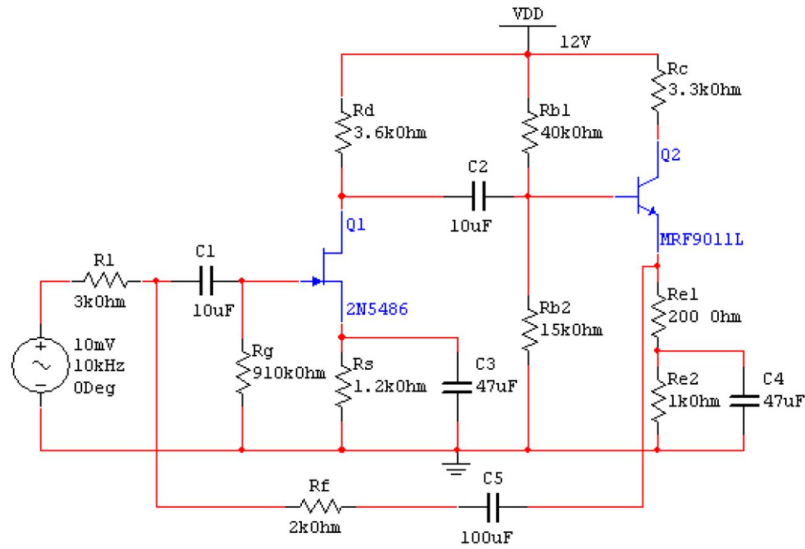 VDD
12V
Rd
3.6kOhm
Rb1
40kOhm
Rc
3.3kOhm
C2
10uF
Q2
MRF9011L
Q1
2N5486
R1
3kOhm
C1
10uF
10mV
10kHz
0Deg
Rg
910kOhm
Rs
1.2kOhm
C3
47uF
Rb2
15kOhm
Re1
200 Ohm
Re2
1kOhm
C4
47uF
Rf
2kOhm
C5
100uF